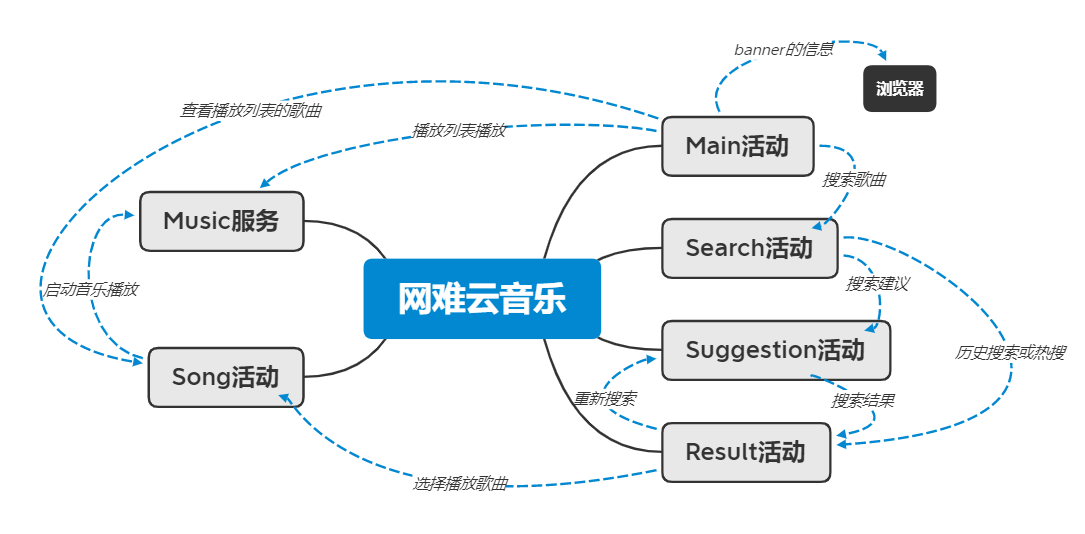 banner的信息
浏览器
查看播放列表的歌曲
播放列表播放
Main活动
搜索歌曲
Music服务
Search活动
搜索建议
启动音乐播放
网难云音乐
Suggestion活动
历史搜索或热搜
Song活动
重新搜索
搜索结果
Result活动
选择播放歌曲